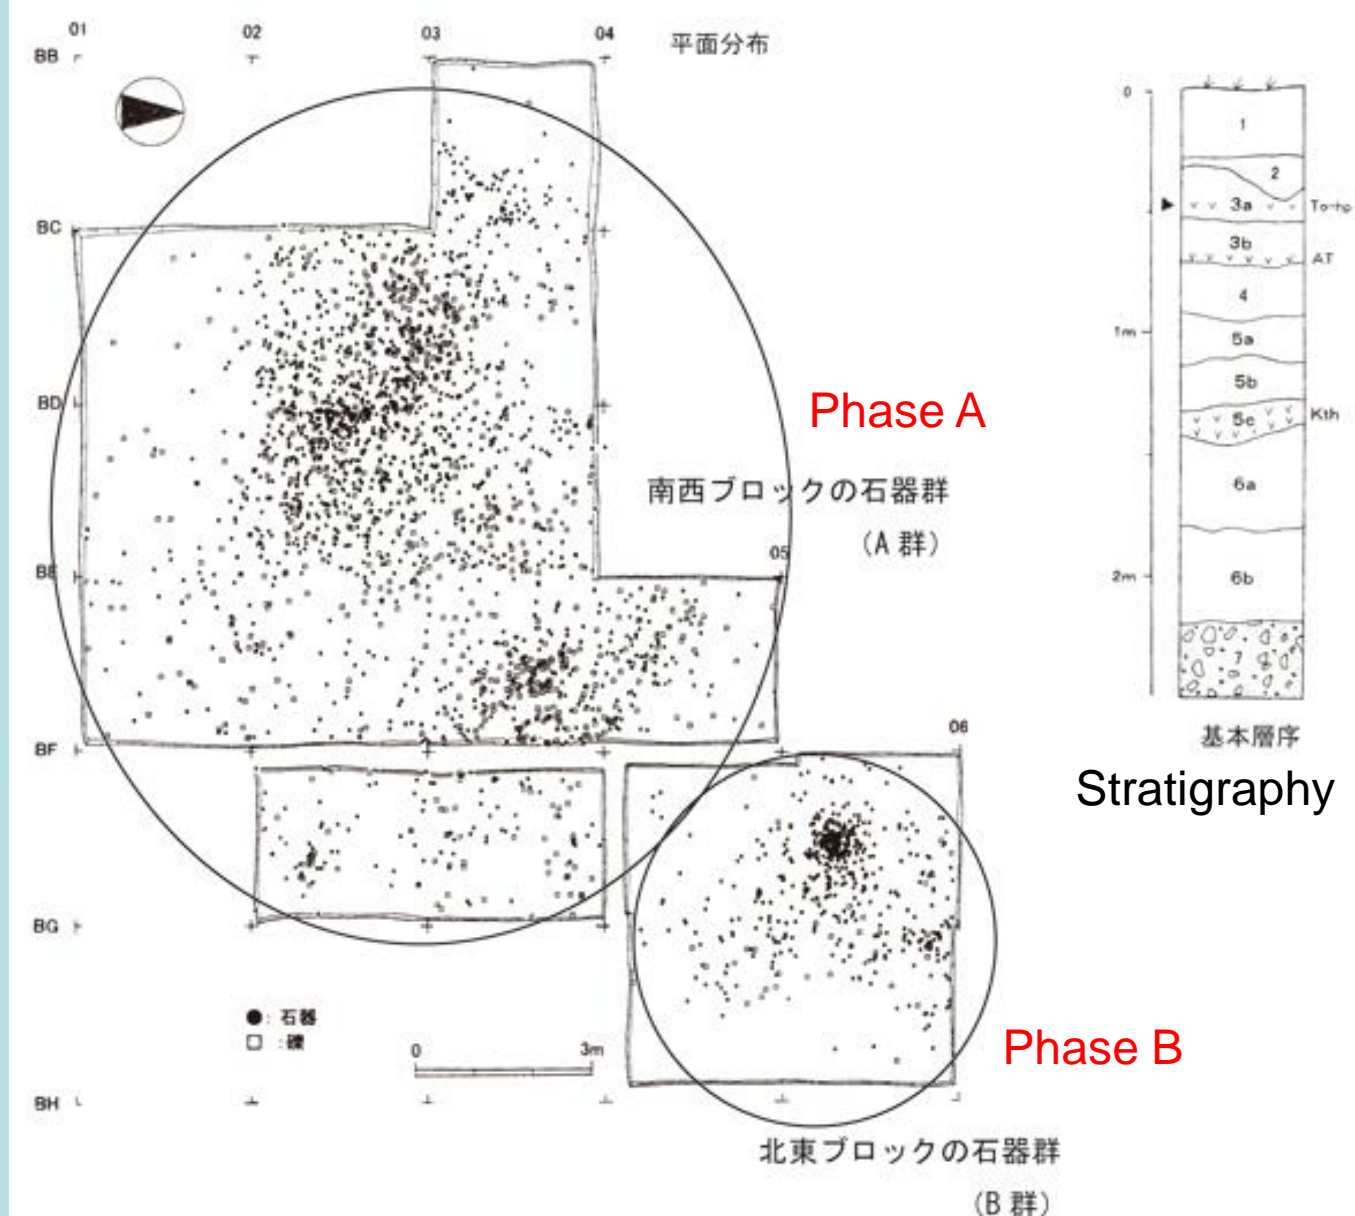 01 02 03 04
平面分布
BB
BC
BD
BE
BF
BG
BH
Phase A
南西ブロックの石器群
(A 群)
05
06
●: 石器
□ :礫
0 3m
Phase B
北東ブロックの石器群
(B 群)
0
1m
2m
1
2
3a
3b
4
5a
5b
5c
6a
6b
7
To-hp
AT
Kth
基本層序
Stratigraphy